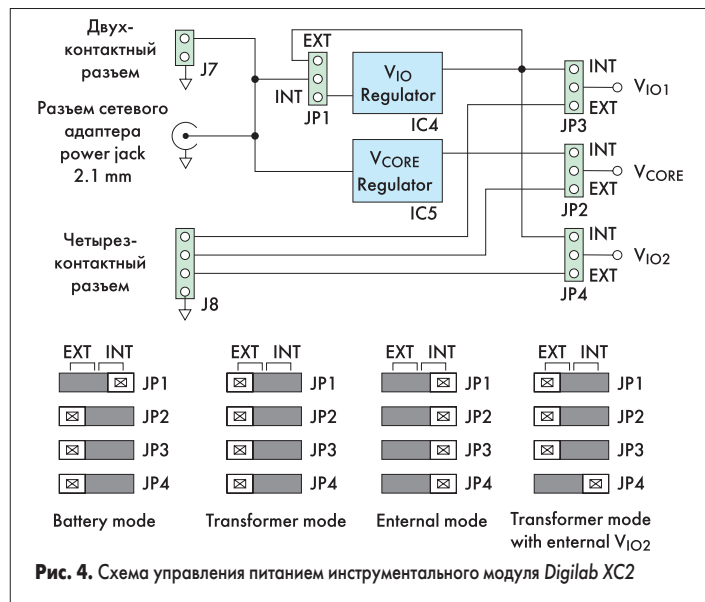 Двух-
контактный
разъем
J7
EXT
INT
JP1
VIO
Regulator
IC4
INT
VIO1
EXT
JP3
Разъем сетевого
адаптера
power jack
2.1 mm
VCORE
Regulator
IC5
INT
VCORE
EXT
JP2
Четырех-
контактный
разъем
J8
INT
VIO2
EXT
JP4
EXT INT
EXT INT
EXT INT
EXT INT
JP1
JP1
JP1
JP1
JP2
JP2
JP2
JP2
JP3
JP3
JP3
JP3
JP4
JP4
JP4
JP4
Battery mode
Transformer mode
Enternal mode
Transformer mode
with enternal VIO2
Рис. 4. Схема управления питанием инструментального модуля Digilab XC2